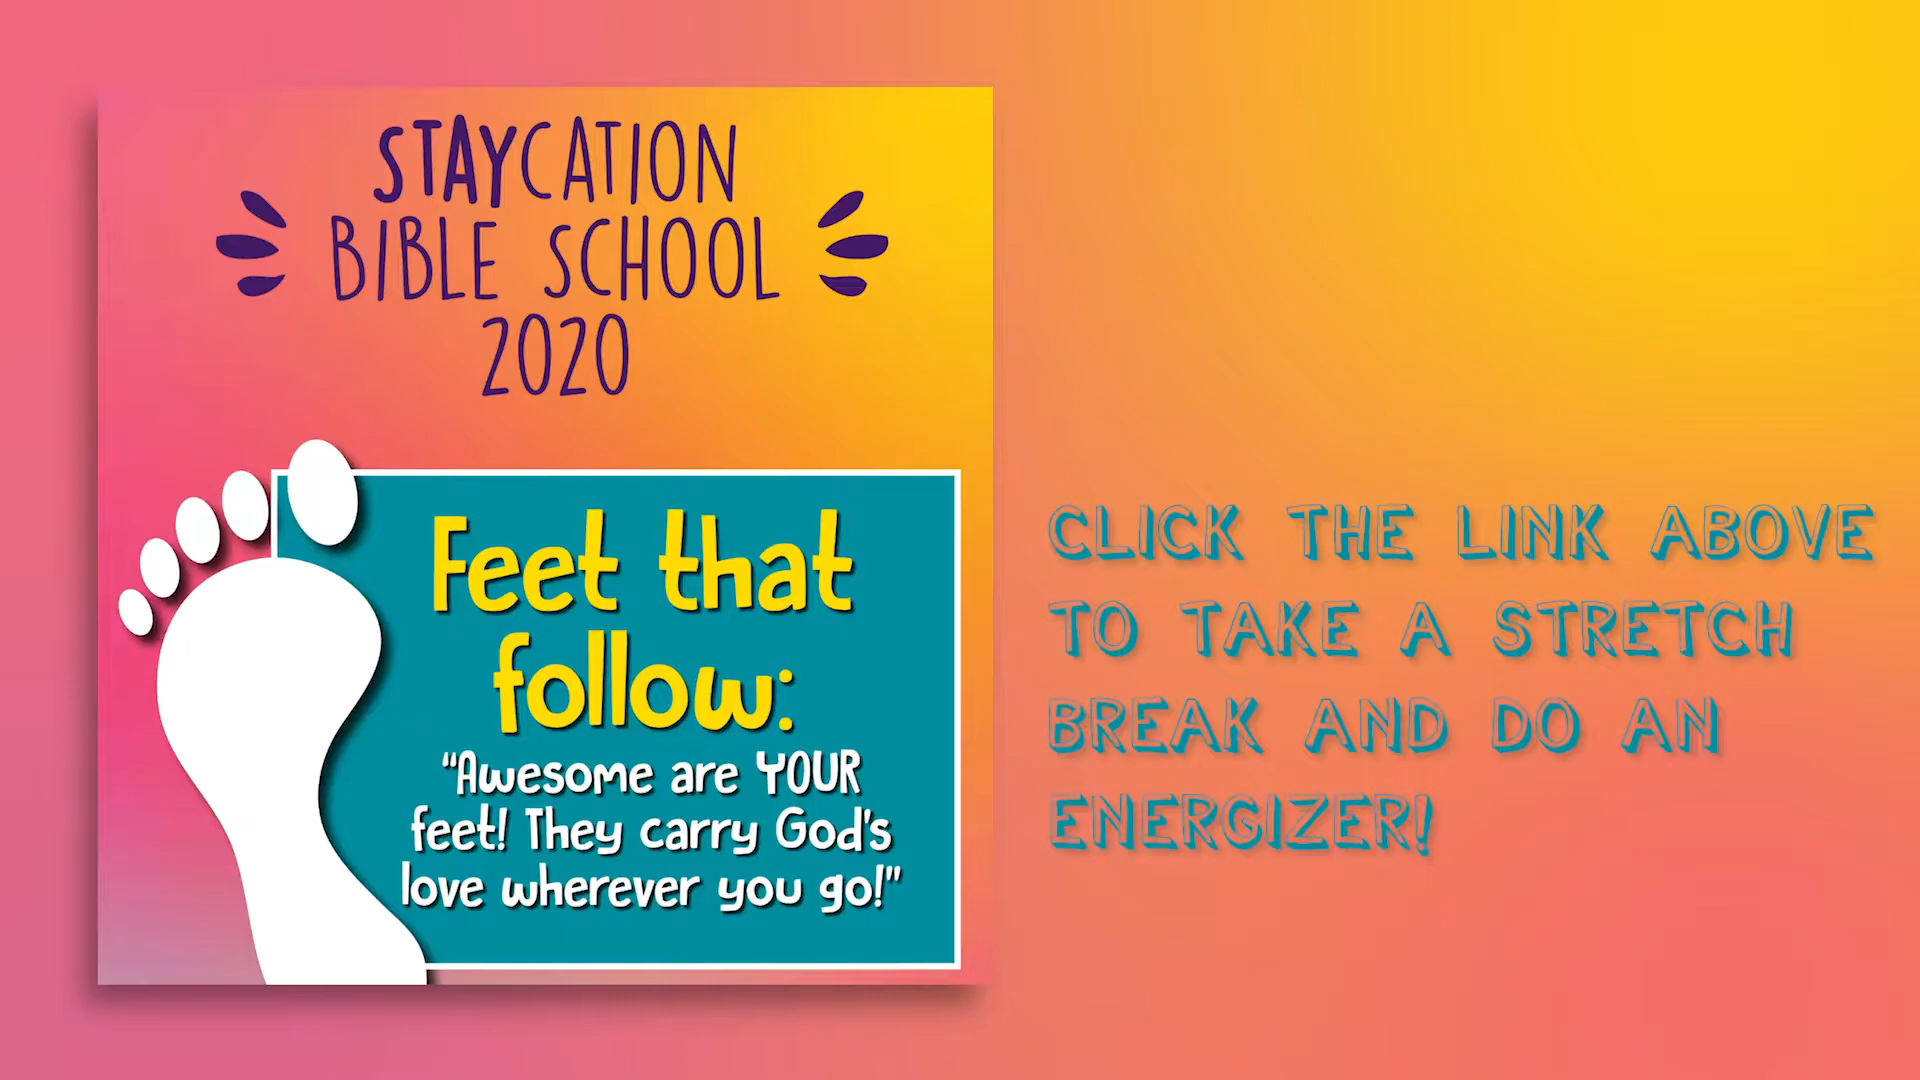 STAYCATION
BIBLE SCHOOL
2020
Feet that
follow:
“Awesome are YOUR
feet! They carry God's
love wherever you go!”
CLICK THE LINK ABOVE
TO TAKE A STRETCH
BREAK AND DO AN
ENERGIZER!